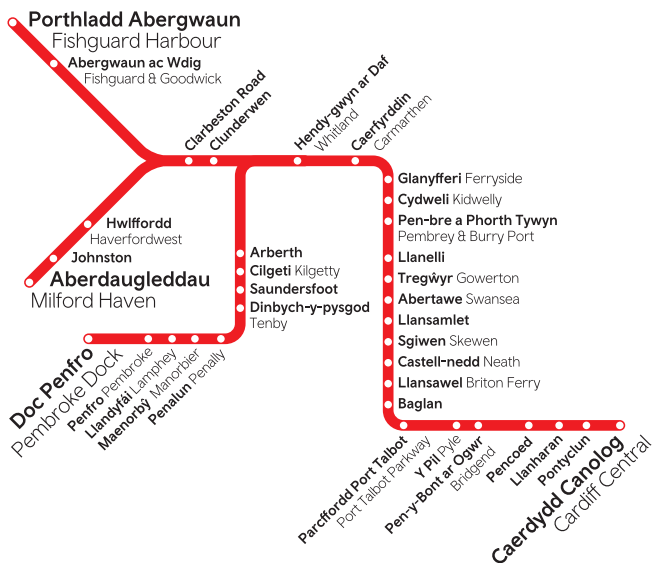 Porthladd Abergwaun
Fishguard Harbour
Abergwaun ac Wdig
Fishguard & Goodwick
Clarbeston Road
Clunderwen
Hendy-gwyn ar Daf
Whitland
Caerfyrddin
Carmarthen
Hwlffordd
Haverfordwest
Johnston
Aberdaugleddau
Milford Haven
Arberth
Cilgeti Kilgetty
Saundersfoot
Dinbych-y-pysgod
Tenby
Doc Penfro
Pembroke Dock
Penfro Pembroke
Llandyfái Lamphey
Maenorbŷ Manorbier
Penalun Penally
Glanyfferi Ferryside
Cydweli Kidwelly
Pen-bre a Phorth Tywyn
Pembrey & Burry Port
Llanelli
Tregŵyr Gowerton
Abertawe Swansea
Llansamlet
Sgiwen Skewen
Castell-nedd Neath
Llansawel Briton Ferry
Baglan
Parcffordd Port Talbot
Port Talbot Parkway
Y Pîl Pyle
Pen-y-Bont ar Ogwr
Bridgend
Pencoed
Llanharan
Pontyclun
Caerdydd Canolog
Cardiff Central